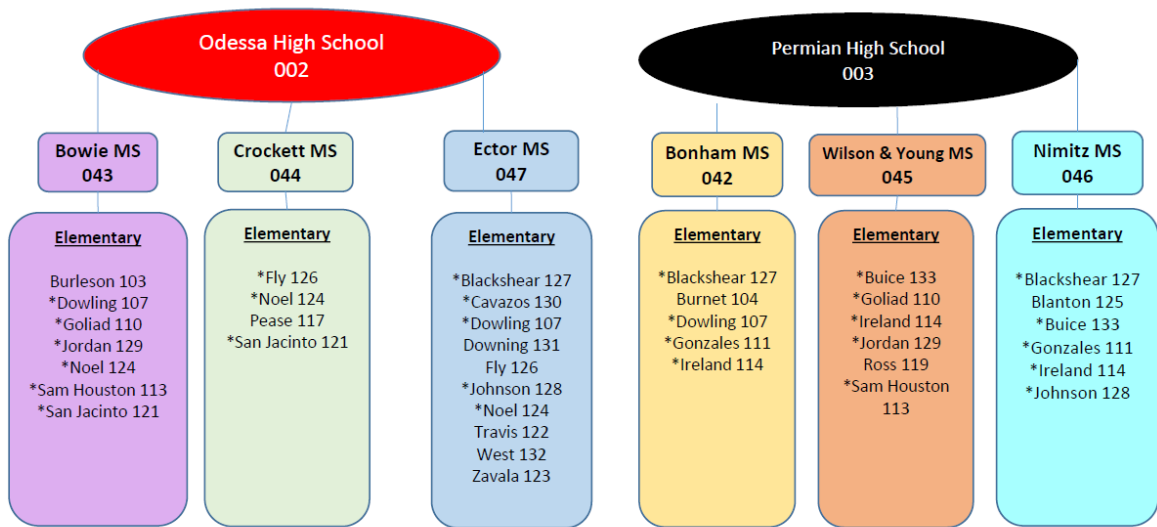 Odessa High School
002
Permian High School
003
Bowie MS
043
Crockett MS
044
Ector MS
047
Bonham MS
042
Wilson & Young MS
045
Nimitz MS
046
Elementary
Burleson 103
*Dowling 107
*Goliad 110
*Jordan 129
*Noel 124
*Sam Houston 113
*San Jacinto 121
Elementary
*Fly 126
*Noel 124
Pease 117
*San Jacinto 121
Elementary
*Blackshear 127
*Cavazos 130
*Dowling 107
Downing 131
Fly 126
*Johnson 128
*Noel 124
Travis 122
West 132
Zavala 123
Elementary
*Blackshear 127
Burnet 104
*Dowling 107
*Gonzales 111
*Ireland 114
Elementary
*Buice 133
*Goliad 110
*Ireland 114
*Jordan 129
Ross 119
*Sam Houston
113
Elementary
*Blackshear 127
Blanton 125
*Buice 133
*Gonzales 111
*Ireland 114
*Johnson 128